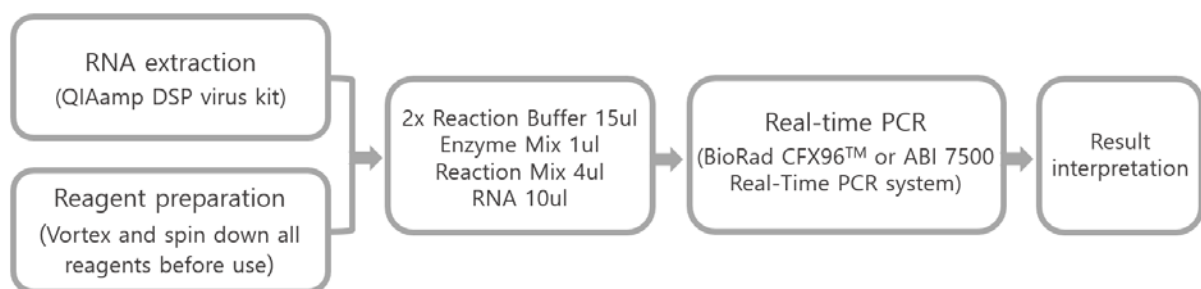 RNA extraction
(QIAamp DSP virus kit)
Reagent preparation
(Vortex and spin down all
reagents before use)
2x Reaction Buffer 15ul
Enzyme Mix 1ul
Reaction Mix 4ul
RNA 10ul
Real-time PCR
(BioRad CFX96™ or ABI 7500
Real-Time PCR system)
Result
interpretation